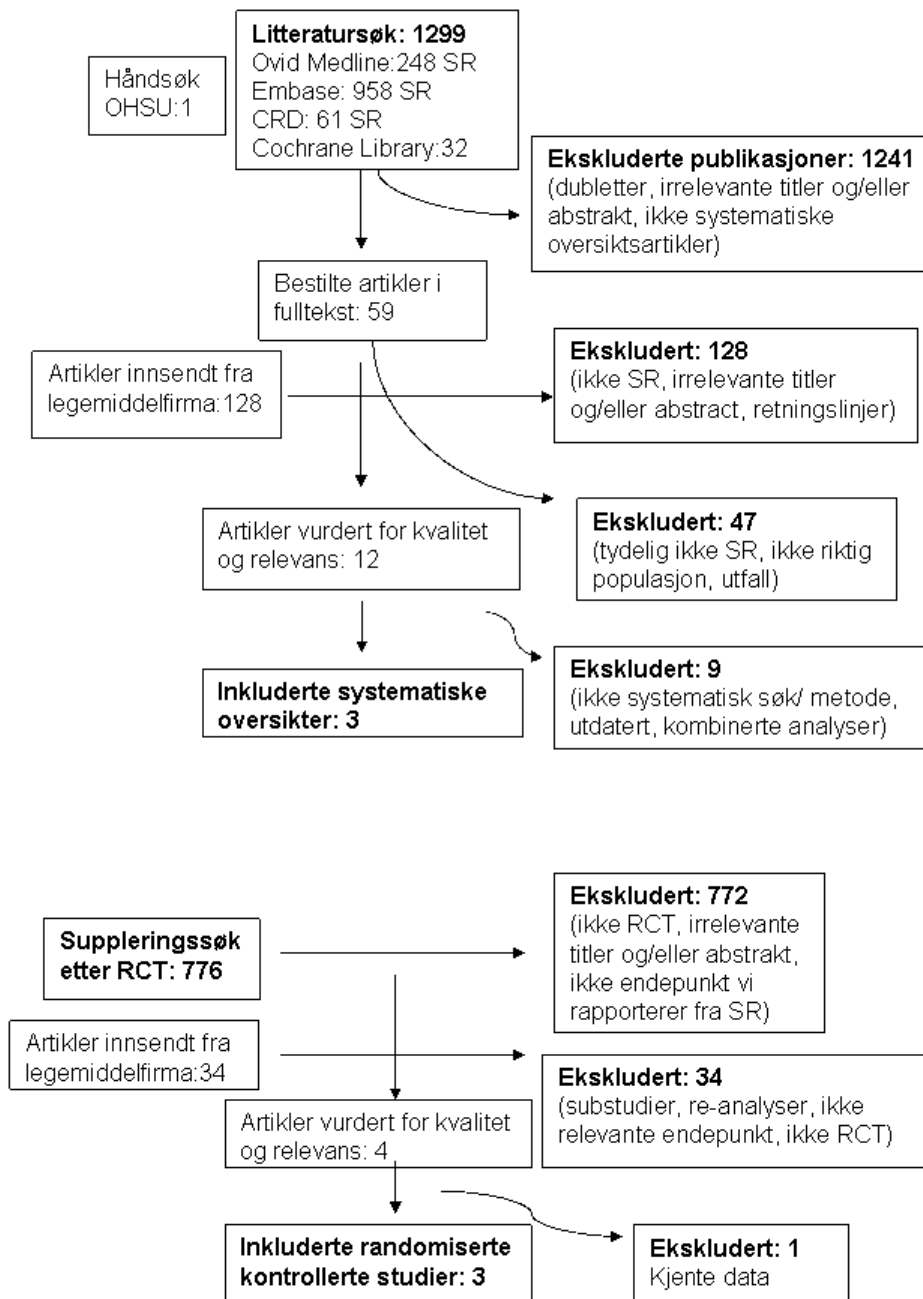 Litteratursøk: 1299
Ovid Medline:248 SR
Embase: 958 SR
CRD: 61 SR
Cochrane Library:32
Håndsøk
OHSU:1
Ekskluderte publikasjoner: 1241
(dubletter, irrelevante titler og/eller
abstrakt, ikke systematiske
oversiktsartikler)
Bestilte artikler i
fulltekst: 59
Artikler innsendt fra
legemiddelfirma:128
Ekskludert: 128
(ikke SR, irrelevante titler
og/eller abstract, retningslinjer)
Artikler vurdert for kvalitet
og relevans: 12
Ekskludert: 47
(tydelig ikke SR, ikke riktig
populasjon, utfall)
Inkluderte systematiske
oversikter: 3
Ekskludert: 9
(ikke systematisk søk/ metode,
utdatert, kombinerte analyser)
Suppleringssøk
etter RCT: 776
Ekskludert: 772
(ikke RCT, irrelevante
titler og/eller abstrakt,
ikke endepunkt vi
rapporterer fra SR)
Artikler innsendt fra
legemiddelfirma:34
Ekskludert: 34
(substudier, re-analyser, ikke
relevante endepunkt, ikke RCT)
Artikler vurdert for kvalitet
og relevans: 4
Inkluderte randomiserte
kontrollerte studier: 3
Ekskludert: 1
Kjente data